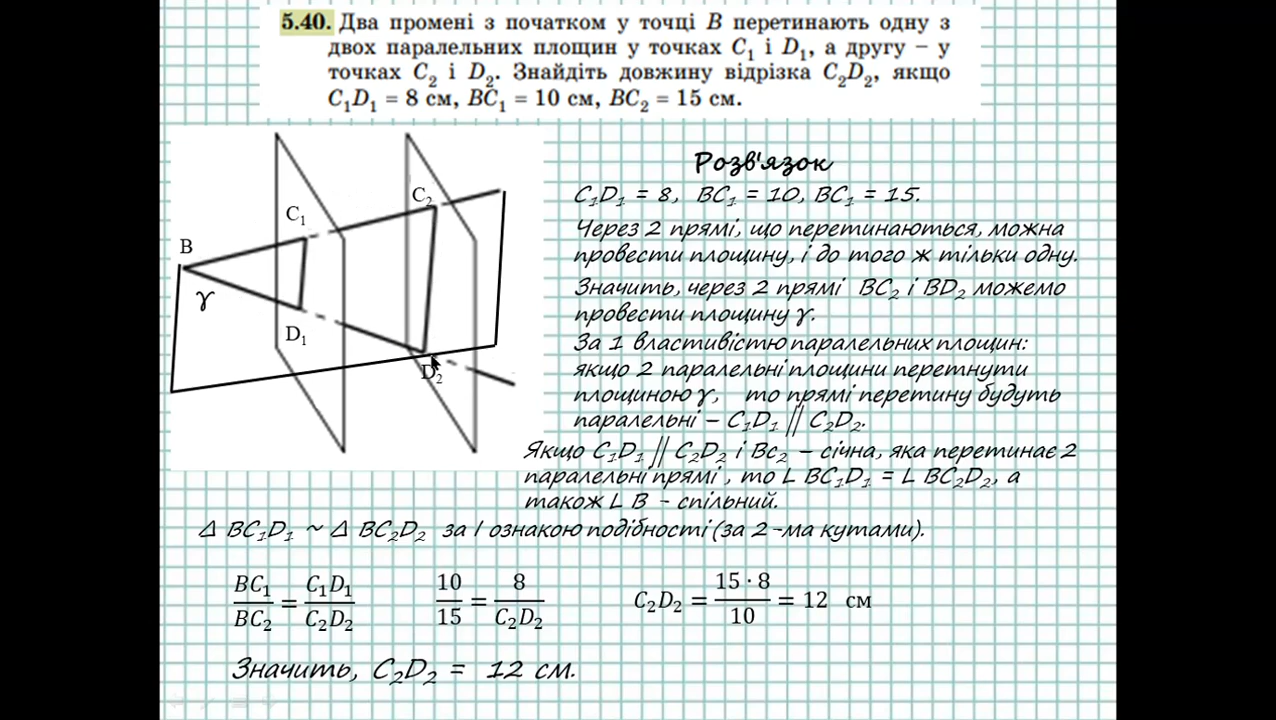 5.40. Два промені з початком у точці B перетинають одну з
двох паралельних площин у точках C₁ і D₁, а другу – у
точках C₂ і D₂. Знайдіть довжину відрізка C₂D₂, якщо
C₁D₁ = 8 см, BC₁ = 10 см, BC₂ = 15 см.
Розв'язок
C₁D₁ = 8, BC₁ = 10, BC₁ = 15.
Через 2 прямі, що перетинаються, можна
провести площину, і до того ж тільки одну.
Значить, через 2 прямі BC₂ і BD₂ можемо
провести площину γ.
За 1 властивістю паралельних площин:
якщо 2 паралельні площини перетнути
площиною γ, то прямі перетину будуть
паралельні – C₁D₁ || C₂D₂.
Якщо C₁D₁ || C₂D₂ і Bc₂ – січна, яка перетинає 2
паралельні прямі , то L BC₁D₁ = L BC₂D₂, а
також L B - спільний.
Δ BC₁D₁ ~ Δ BC₂D₂ за I ознакою подібності (за 2-ма кутами).
BC₁/BC₂ = C₁D₁/C₂D₂ 10/15 = 8/C₂D₂ C₂D₂ = 15 · 8/10 = 12 см
Значить, C₂D₂ = 12 см.
C₂
C₁
B
γ
D₁
D₂